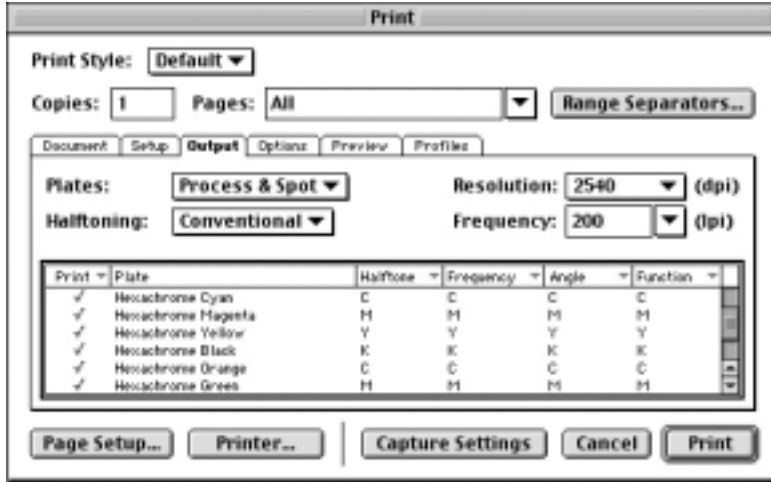 Print
Print Style: Default
Copies: 1 Pages: All Range Separators...
Document Setup Output Options Preview Profiles
Plates: Process & Spot Resolution: 2540 (dpi)
Halftoning: Conventional Frequency: 200 (lpi)
Print Plate Halftone Frequency Angle Function
Hexachrome Cyan C C C C
Hexachrome Magenta M M M M
Hexachrome Yellow Y Y Y Y
Hexachrome Black K K K K
Hexachrome Orange C C C C
Hexachrome Green M M M M
Page Setup... Printer... Capture Settings Cancel Print